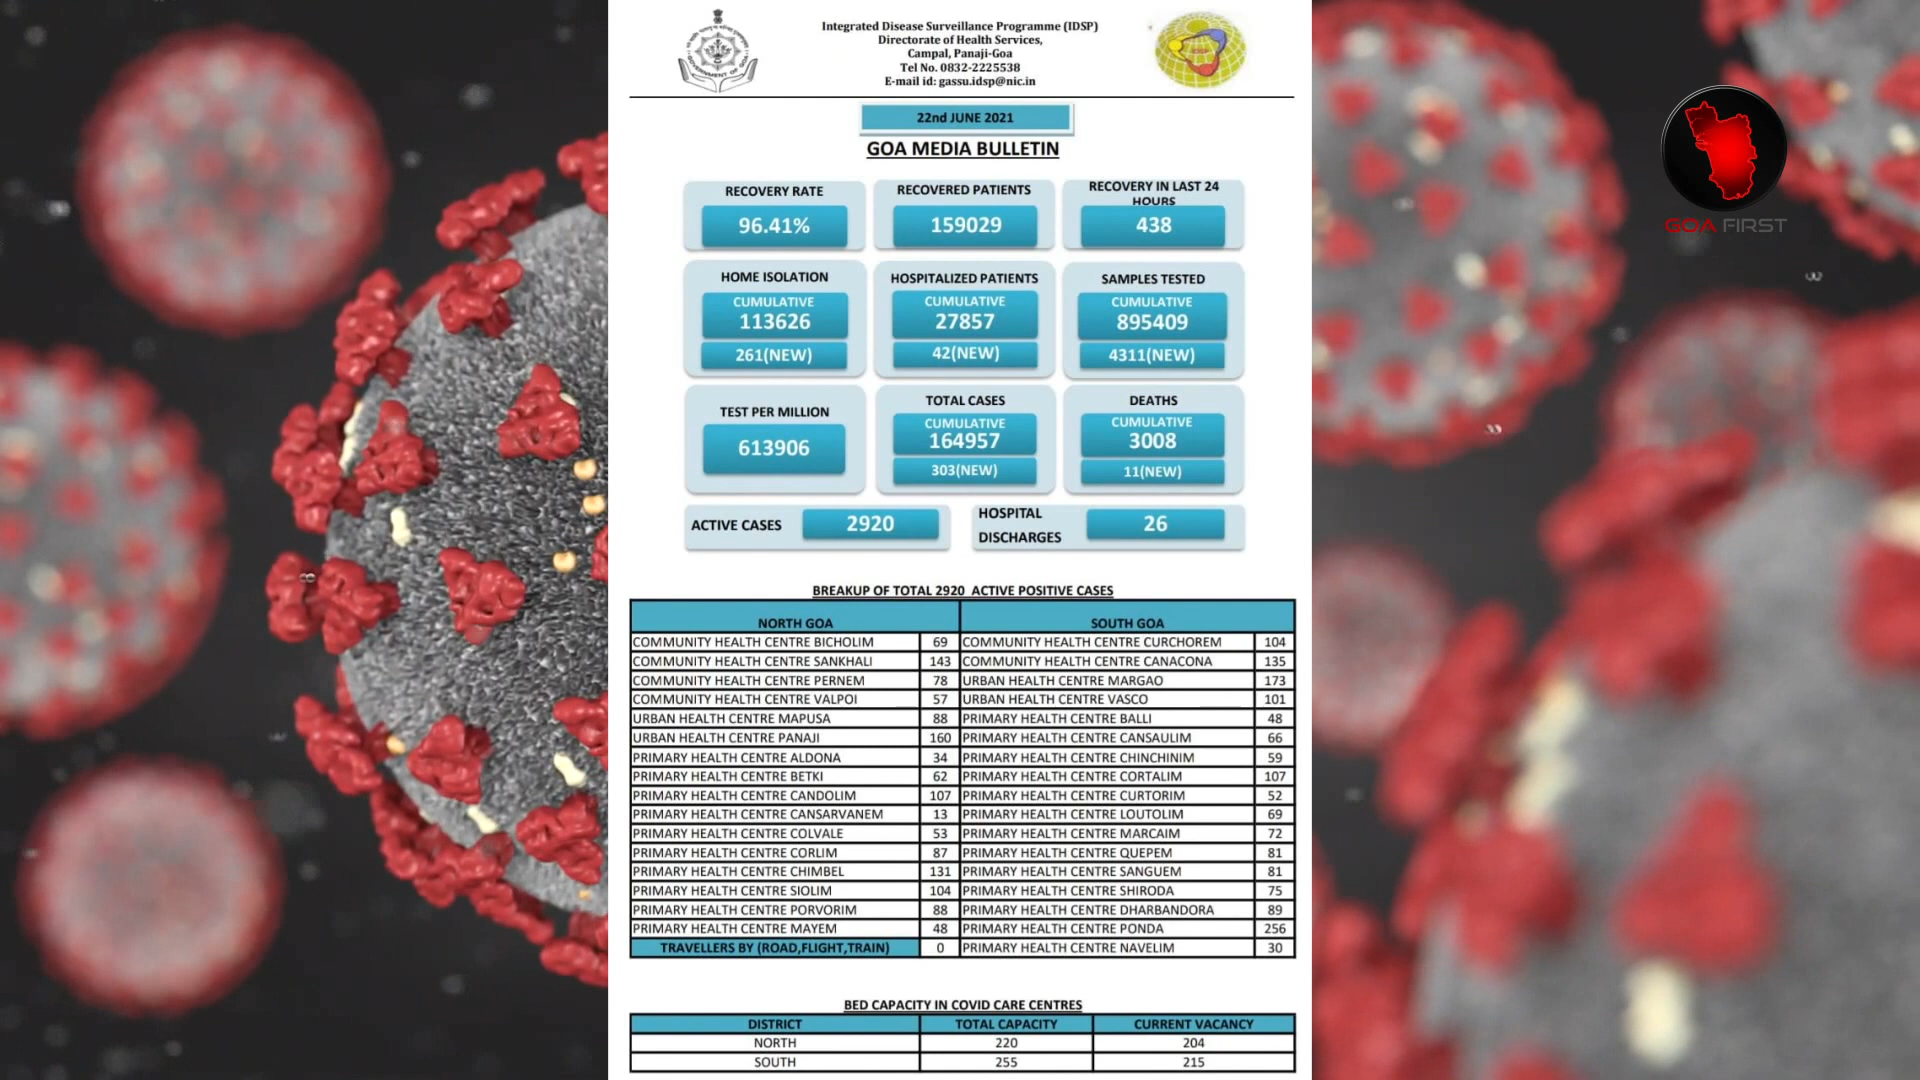 Integrated Disease Surveillance Programme (IDSP)
Directorate of Health Services,
Campal, Panaji-Goa
Tel No. 0832-2225538
E-mail id: gassu.idsp@nic.in
22nd JUNE 2021
GOA MEDIA BULLETIN
GOA FIRST
RECOVERY RATE
96.41%
RECOVERED PATIENTS
159029
RECOVERY IN LAST 24
HOURS
438
HOME ISOLATION
CUMULATIVE
113626
261(NEW)
HOSPITALIZED PATIENTS
CUMULATIVE
27857
42(NEW)
SAMPLES TESTED
CUMULATIVE
895409
4311(NEW)
TEST PER MILLION
613906
TOTAL CASES
CUMULATIVE
164957
303(NEW)
DEATHS
CUMULATIVE
3008
11(NEW)
ACTIVE CASES 2920
HOSPITAL
DISCHARGES
26
BREAKUP OF TOTAL 2920 ACTIVE POSITIVE CASES
NORTH GOA SOUTH GOA
COMMUNITY HEALTH CENTRE BICHOLIM 69 COMMUNITY HEALTH CENTRE CURCHOREM 104
COMMUNITY HEALTH CENTRE SANKHALI 143 COMMUNITY HEALTH CENTRE CANACONA 135
COMMUNITY HEALTH CENTRE PERNEM 78 URBAN HEALTH CENTRE MARGAO 173
COMMUNITY HEALTH CENTRE VALPOI 57 URBAN HEALTH CENTRE VASCO 101
URBAN HEALTH CENTRE MAPUSA 88 PRIMARY HEALTH CENTRE BALLI 48
URBAN HEALTH CENTRE PANAJI 160 PRIMARY HEALTH CENTRE CANSAULIM 66
PRIMARY HEALTH CENTRE ALDONA 34 PRIMARY HEALTH CENTRE CHINCHINIM 59
PRIMARY HEALTH CENTRE BETKI 62 PRIMARY HEALTH CENTRE CORTALIM 107
PRIMARY HEALTH CENTRE CANDOLIM 107 PRIMARY HEALTH CENTRE CURTORIM 52
PRIMARY HEALTH CENTRE CANSARVANEM 13 PRIMARY HEALTH CENTRE LOUTOLIM 69
PRIMARY HEALTH CENTRE COLVALE 53 PRIMARY HEALTH CENTRE MARCAIM 72
PRIMARY HEALTH CENTRE CORLIM 87 PRIMARY HEALTH CENTRE QUEPEM 81
PRIMARY HEALTH CENTRE CHIMBEL 131 PRIMARY HEALTH CENTRE SANGUEM 81
PRIMARY HEALTH CENTRE SIOLIM 104 PRIMARY HEALTH CENTRE SHIRODA 75
PRIMARY HEALTH CENTRE PORVORIM 88 PRIMARY HEALTH CENTRE DHARBANDORA 89
PRIMARY HEALTH CENTRE MAYEM 48 PRIMARY HEALTH CENTRE PONDA 256
TRAVELLERS BY (ROAD,FLIGHT,TRAIN) 0 PRIMARY HEALTH CENTRE NAVELIM 30
BED CAPACITY IN COVID CARE CENTRES
DISTRICT TOTAL CAPACITY CURRENT VACANCY
NORTH 220 204
SOUTH 255 215